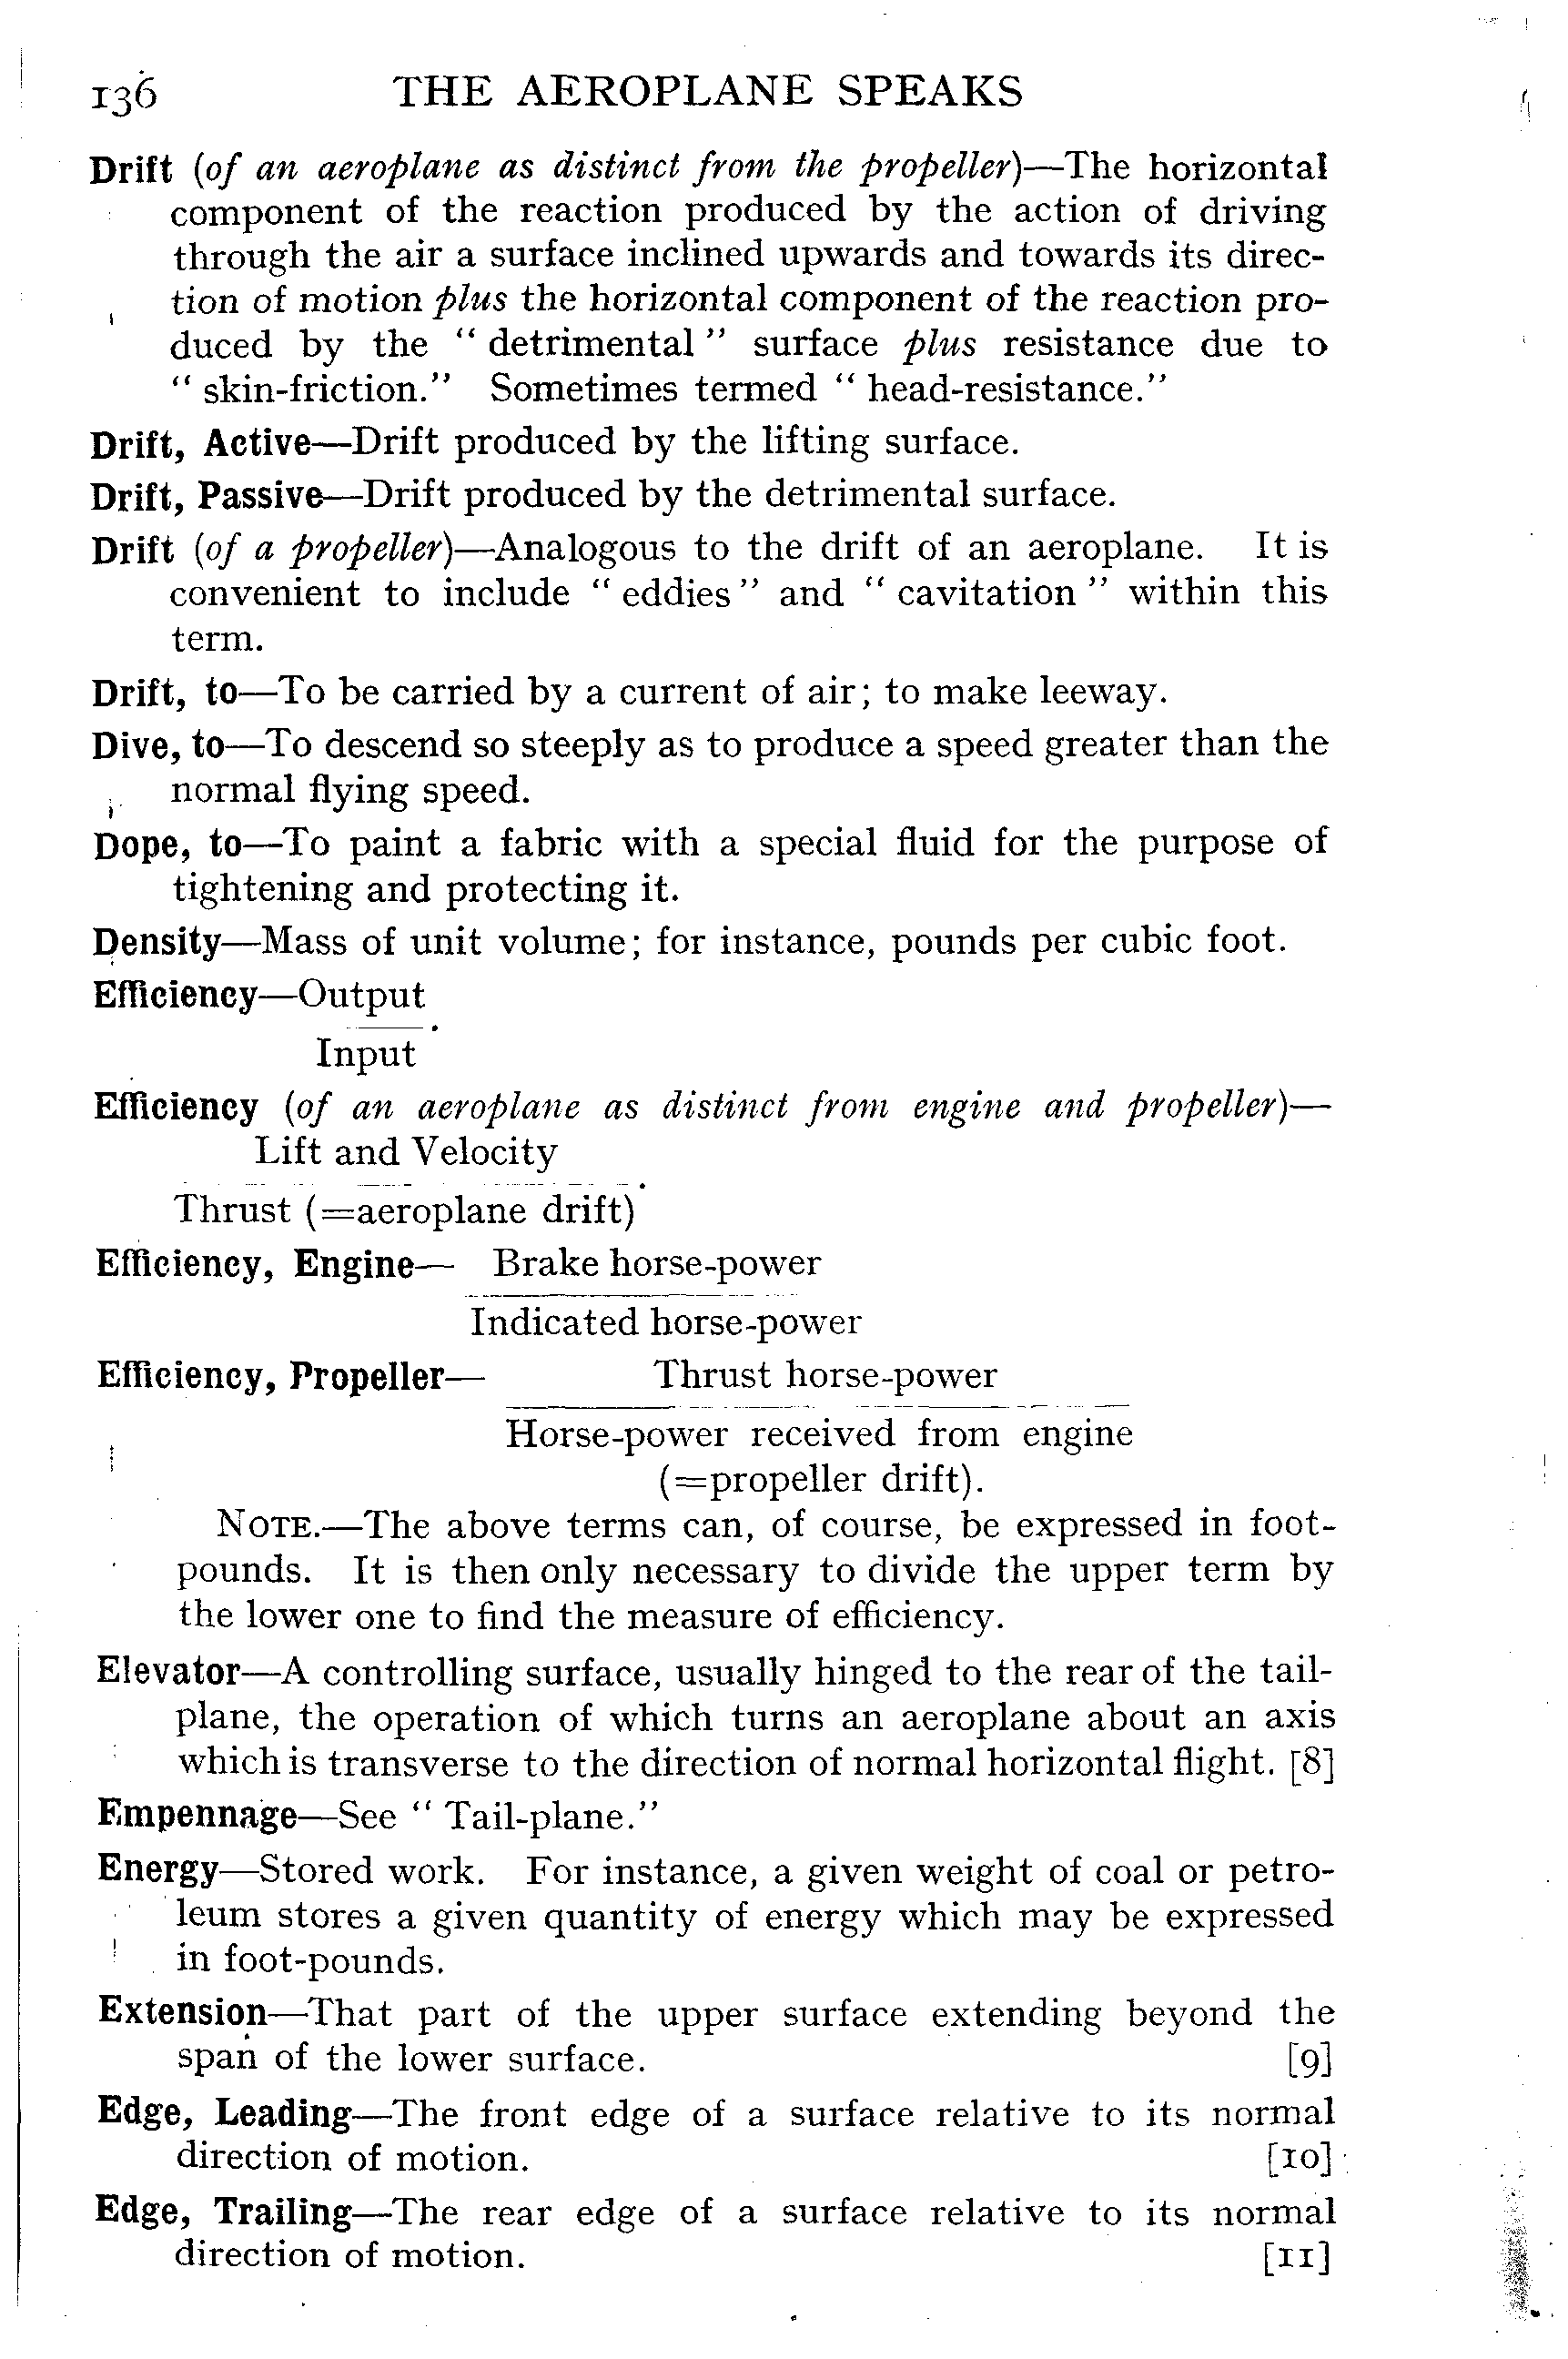 136 THE AEROPLANE SPEAKS
Drift (of an aeroplane as distinct from the propeller)—The horizontal
component of the reaction produced by the action of driving
through the air a surface inclined upwards and towards its direc-
tion of motion plus the horizontal component of the reaction pro-
duced by the “ detrimental ” surface plus resistance due to
“ skin-friction.” Sometimes termed “ head-resistance.”
Drift, Active—Drift produced by the lifting surface.
Drift, Passive—Drift produced by the detrimental surface.
Drift (of a propeller)—Analogous to the drift of an aeroplane. It is
convenient to include “ eddies ” and “ cavitation ” within this
term.
Drift, to—To be carried by a current of air; to make leeway.
Dive, to—To descend so steeply as to produce a speed greater than the
normal flying speed.
Dope, to—To paint a fabric with a special fluid for the purpose of
tightening and protecting it.
Density—Mass of unit volume; for instance, pounds per cubic foot.
Efficiency—Output
Input.
Efficiency (of an aeroplane as distinct from engine and propeller)—
Lift and Velocity
Thrust (=aeroplane drift).
Efficiency, Engine— Brake horse-power
Indicated horse-power
Efficiency, Propeller— Thrust horse-power
Horse-power received from engine
(=propeller drift).
NOTE.—The above terms can, of course, be expressed in foot-
pounds. It is then only necessary to divide the upper term by
the lower one to find the measure of efficiency.
Elevator—A controlling surface, usually hinged to the rear of the tail-
plane, the operation of which turns an aeroplane about an axis
which is transverse to the direction of normal horizontal flight. [8]
Empennage—See “ Tail-plane.”
Energy—Stored work. For instance, a given weight of coal or petro-
leum stores a given quantity of energy which may be expressed
in foot-pounds.
Extension—That part of the upper surface extending beyond the
span of the lower surface. [9]
Edge, Leading—The front edge of a surface relative to its normal
direction of motion. [10]
Edge, Trailing—The rear edge of a surface relative to its normal
direction of motion. [11]